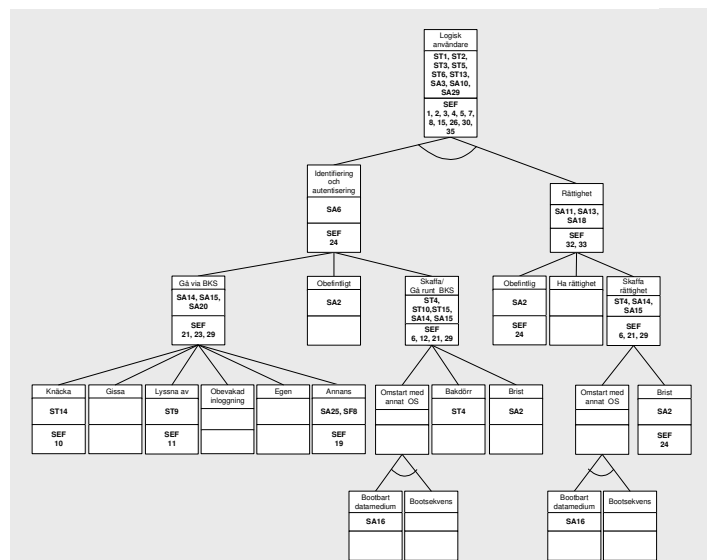 Logisk
användare
ST1, ST2,
ST3, ST5,
ST6, ST13,
SA3, SA10,
SA29
SEF
1, 2, 3, 4, 5, 7,
8, 15, 26, 30,
35
Identifiering
och
autentisering
SA6
SEF
24
Rättighet
SA11, SA13,
SA18
SEF
32, 33
Gå via BKS
SA14, SA15,
SA20
SEF
21, 23, 29
Obefintligt
SA2
Skaffa/
Gå runt BKS
ST4,
ST10,ST15,
SA14, SA15
SEF
6, 12, 21, 29
Obefintlig
SA2
SEF
24
Ha rättighet
Skaffa
rättighet
ST4, SA14,
SA15
SEF
6, 21, 29
Knäcka
ST14
SEF
10
Gissa
Lyssna av
ST9
SEF
11
Obevakad
inloggning
Egen
Annans
SA25, SF8
SEF
19
Omstart med
annat OS
Bakdörr
ST4
Brist
SA2
Omstart med
annat OS
Brist
SA2
SEF
24
Bootbart
datamedium
SA16
Bootsekvens
Bootbart
datamedium
SA16
Bootsekvens